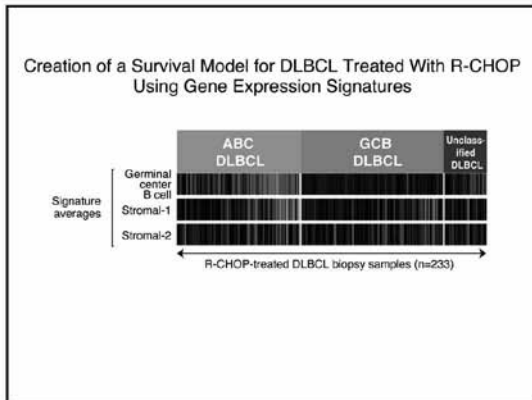 Creation of a Survival Model for DLBCL Treated With R-CHOP
Using Gene Expression Signatures
ABC
DLBCL
GCB
DLBCL
Unclass-
ified
DLBCL
Signature
averages
Germinal
center
B cell
Stromal-1
Stromal-2
R-CHOP-treated DLBCL biopsy samples (n=233)